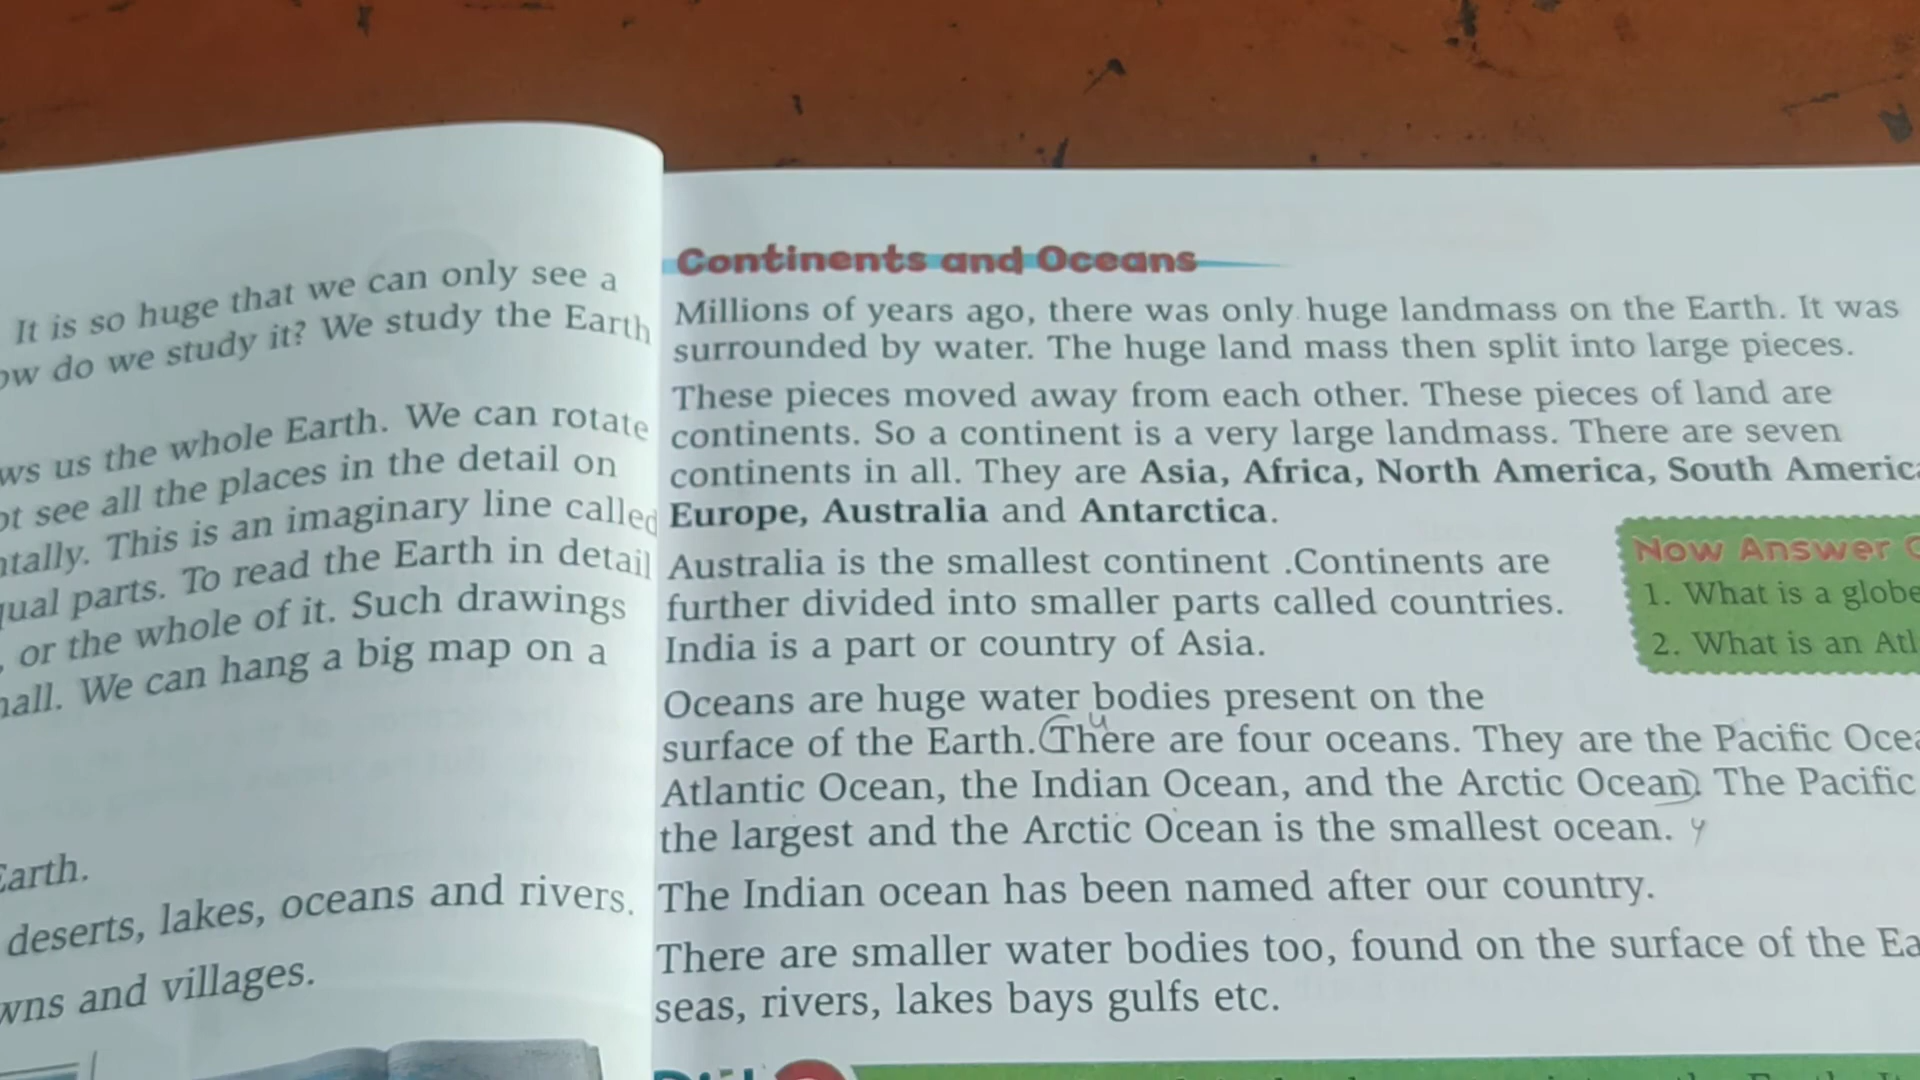 It is so huge that we can only see a
ow do we study it? We study the Earth
ws us the whole Earth. We can rotate
ot see all the places in the detail on
ntally. This is an imaginary line called
qual parts. To read the Earth in detail
, or the whole of it. Such drawings
nall. We can hang a big map on a
Earth.
deserts, lakes, oceans and rivers.
wns and villages.
Continents and Oceans
Millions of years ago, there was only huge landmass on the Earth. It was
surrounded by water. The huge land mass then split into large pieces.
These pieces moved away from each other. These pieces of land are
continents. So a continent is a very large landmass. There are seven
continents in all. They are Asia, Africa, North America, South America
Europe, Australia and Antarctica.
Australia is the smallest continent .Continents are
further divided into smaller parts called countries.
India is a part or country of Asia.
Now Answer
1. What is a globe
2. What is an Atl
Oceans are huge water bodies present on the
surface of the Earth. There are four oceans. They are the Pacific Ocea
Atlantic Ocean, the Indian Ocean, and the Arctic Ocean. The Pacific
the largest and the Arctic Ocean is the smallest ocean.
The Indian ocean has been named after our country.
There are smaller water bodies too, found on the surface of the Ea
seas, rivers, lakes bays gulfs etc.